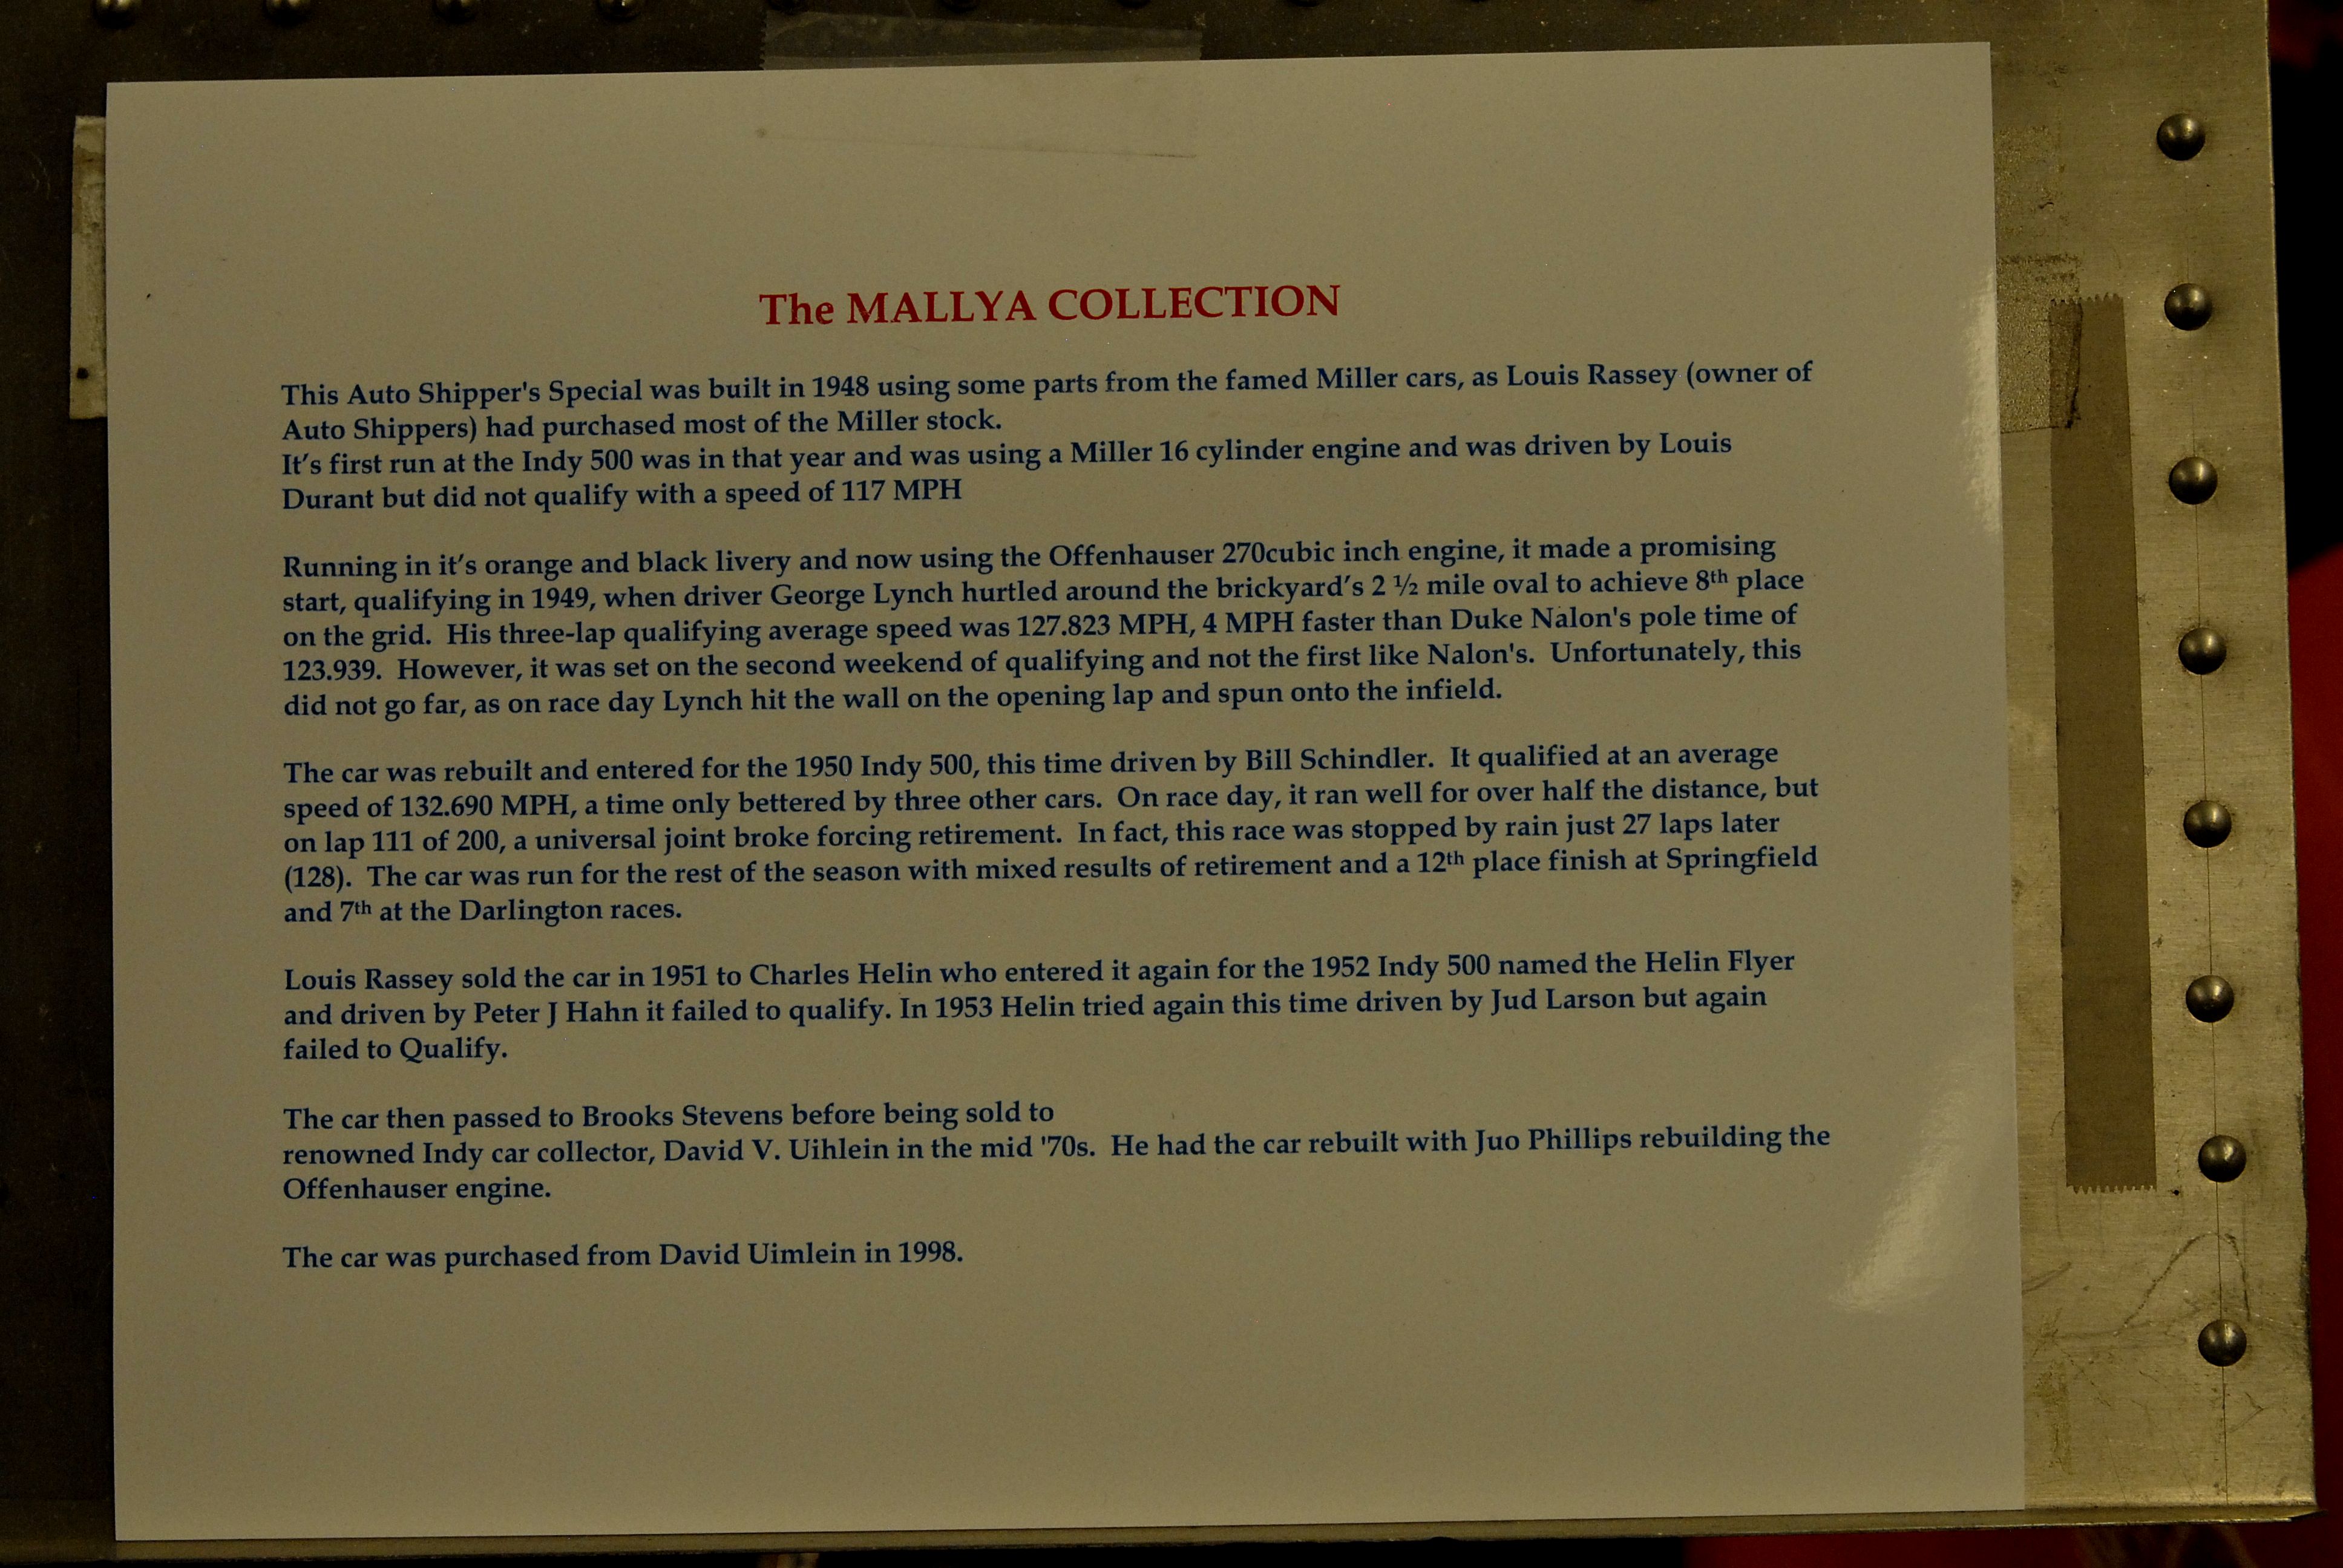 The MALLYA COLLECTION
This Auto Shipper's Special was built in 1948 using some parts from the famed Miller cars, as Louis Rassey (owner of
Auto Shippers) had purchased most of the Miller stock.
It’s first run at the Indy 500 was in that year and was using a Miller 16 cylinder engine and was driven by Louis
Durant but did not qualify with a speed of 117 MPH
Running in it’s orange and black livery and now using the Offenhauser 270cubic inch engine, it made a promising
start, qualifying in 1949, when driver George Lynch hurtled around the brickyard’s 2 ½ mile oval to achieve 8th place
on the grid.  His three-lap qualifying average speed was 127.823 MPH, 4 MPH faster than Duke Nalon's pole time of
123.939.  However, it was set on the second weekend of qualifying and not the first like Nalon's.  Unfortunately, this
did not go far, as on race day Lynch hit the wall on the opening lap and spun onto the infield.
The car was rebuilt and entered for the 1950 Indy 500, this time driven by Bill Schindler.  It qualified at an average
speed of 132.690 MPH, a time only bettered by three other cars.  On race day, it ran well for over half the distance, but
on lap 111 of 200, a universal joint broke forcing retirement.  In fact, this race was stopped by rain just 27 laps later
(128).  The car was run for the rest of the season with mixed results of retirement and a 12th place finish at Springfield
and 7th at the Darlington races.
Louis Rassey sold the car in 1951 to Charles Helin who entered it again for the 1952 Indy 500 named the Helin Flyer
and driven by Peter J Hahn it failed to qualify. In 1953 Helin tried again this time driven by Jud Larson but again
failed to Qualify.
The car then passed to Brooks Stevens before being sold to
renowned Indy car collector, David V. Uihlein in the mid '70s.  He had the car rebuilt with Juo Phillips rebuilding the
Offenhauser engine.
The car was purchased from David Uimlein in 1998.